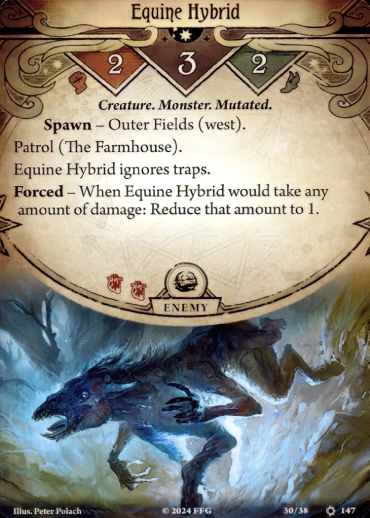 Equine Hybrid
2 3 2
Creature. Monster. Mutated.
Spawn – Outer Fields (west).
Patrol (The Farmhouse).
Equine Hybrid ignores traps.
Forced – When Equine Hybrid would take any
amount of damage: Reduce that amount to 1.
ENEMY
Illus. Peter Polach © 2024 FFG 30/38 147